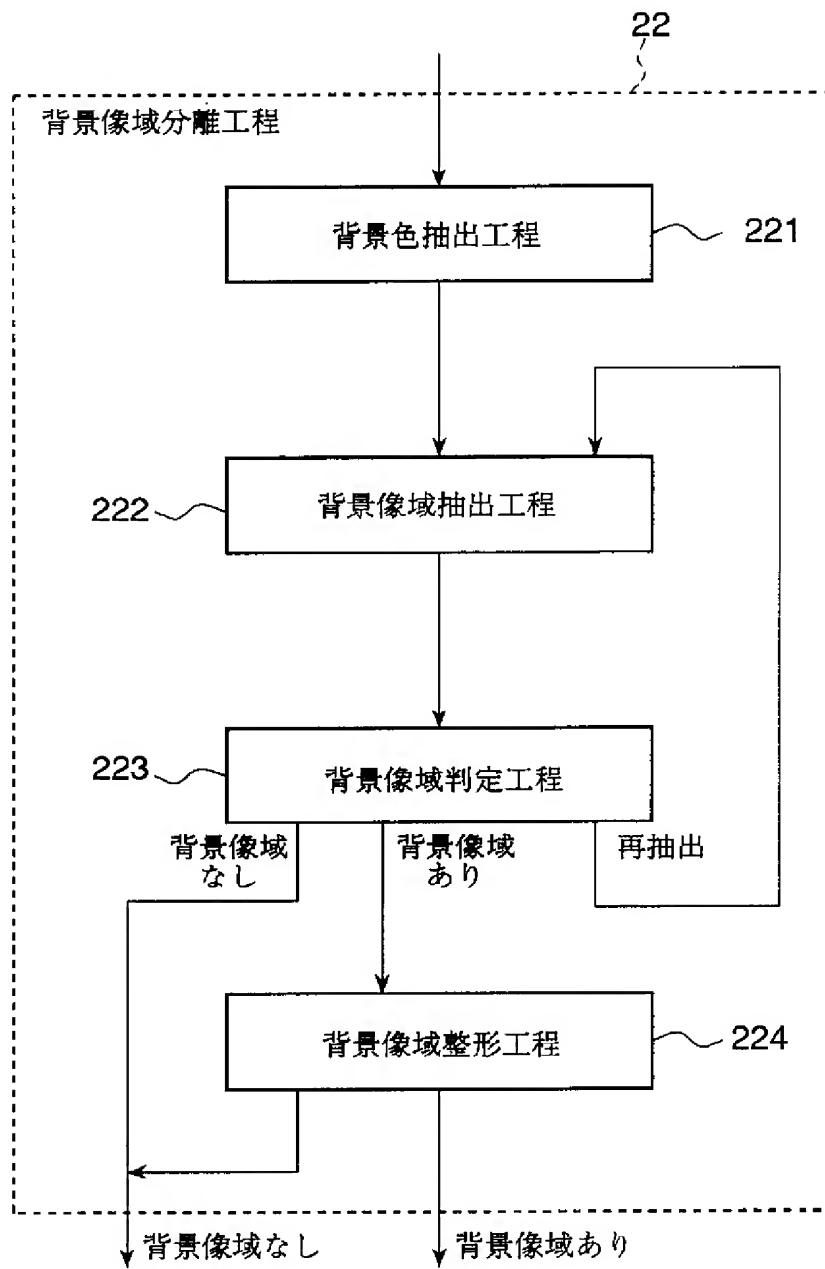 22
背景像域分離工程
背景色抽出工程
221
背景像域抽出工程
222
背景像域判定工程
223
背景像域
なし
背景像域
あり
再抽出
背景像域整形工程
224
背景像域なし
背景像域あり